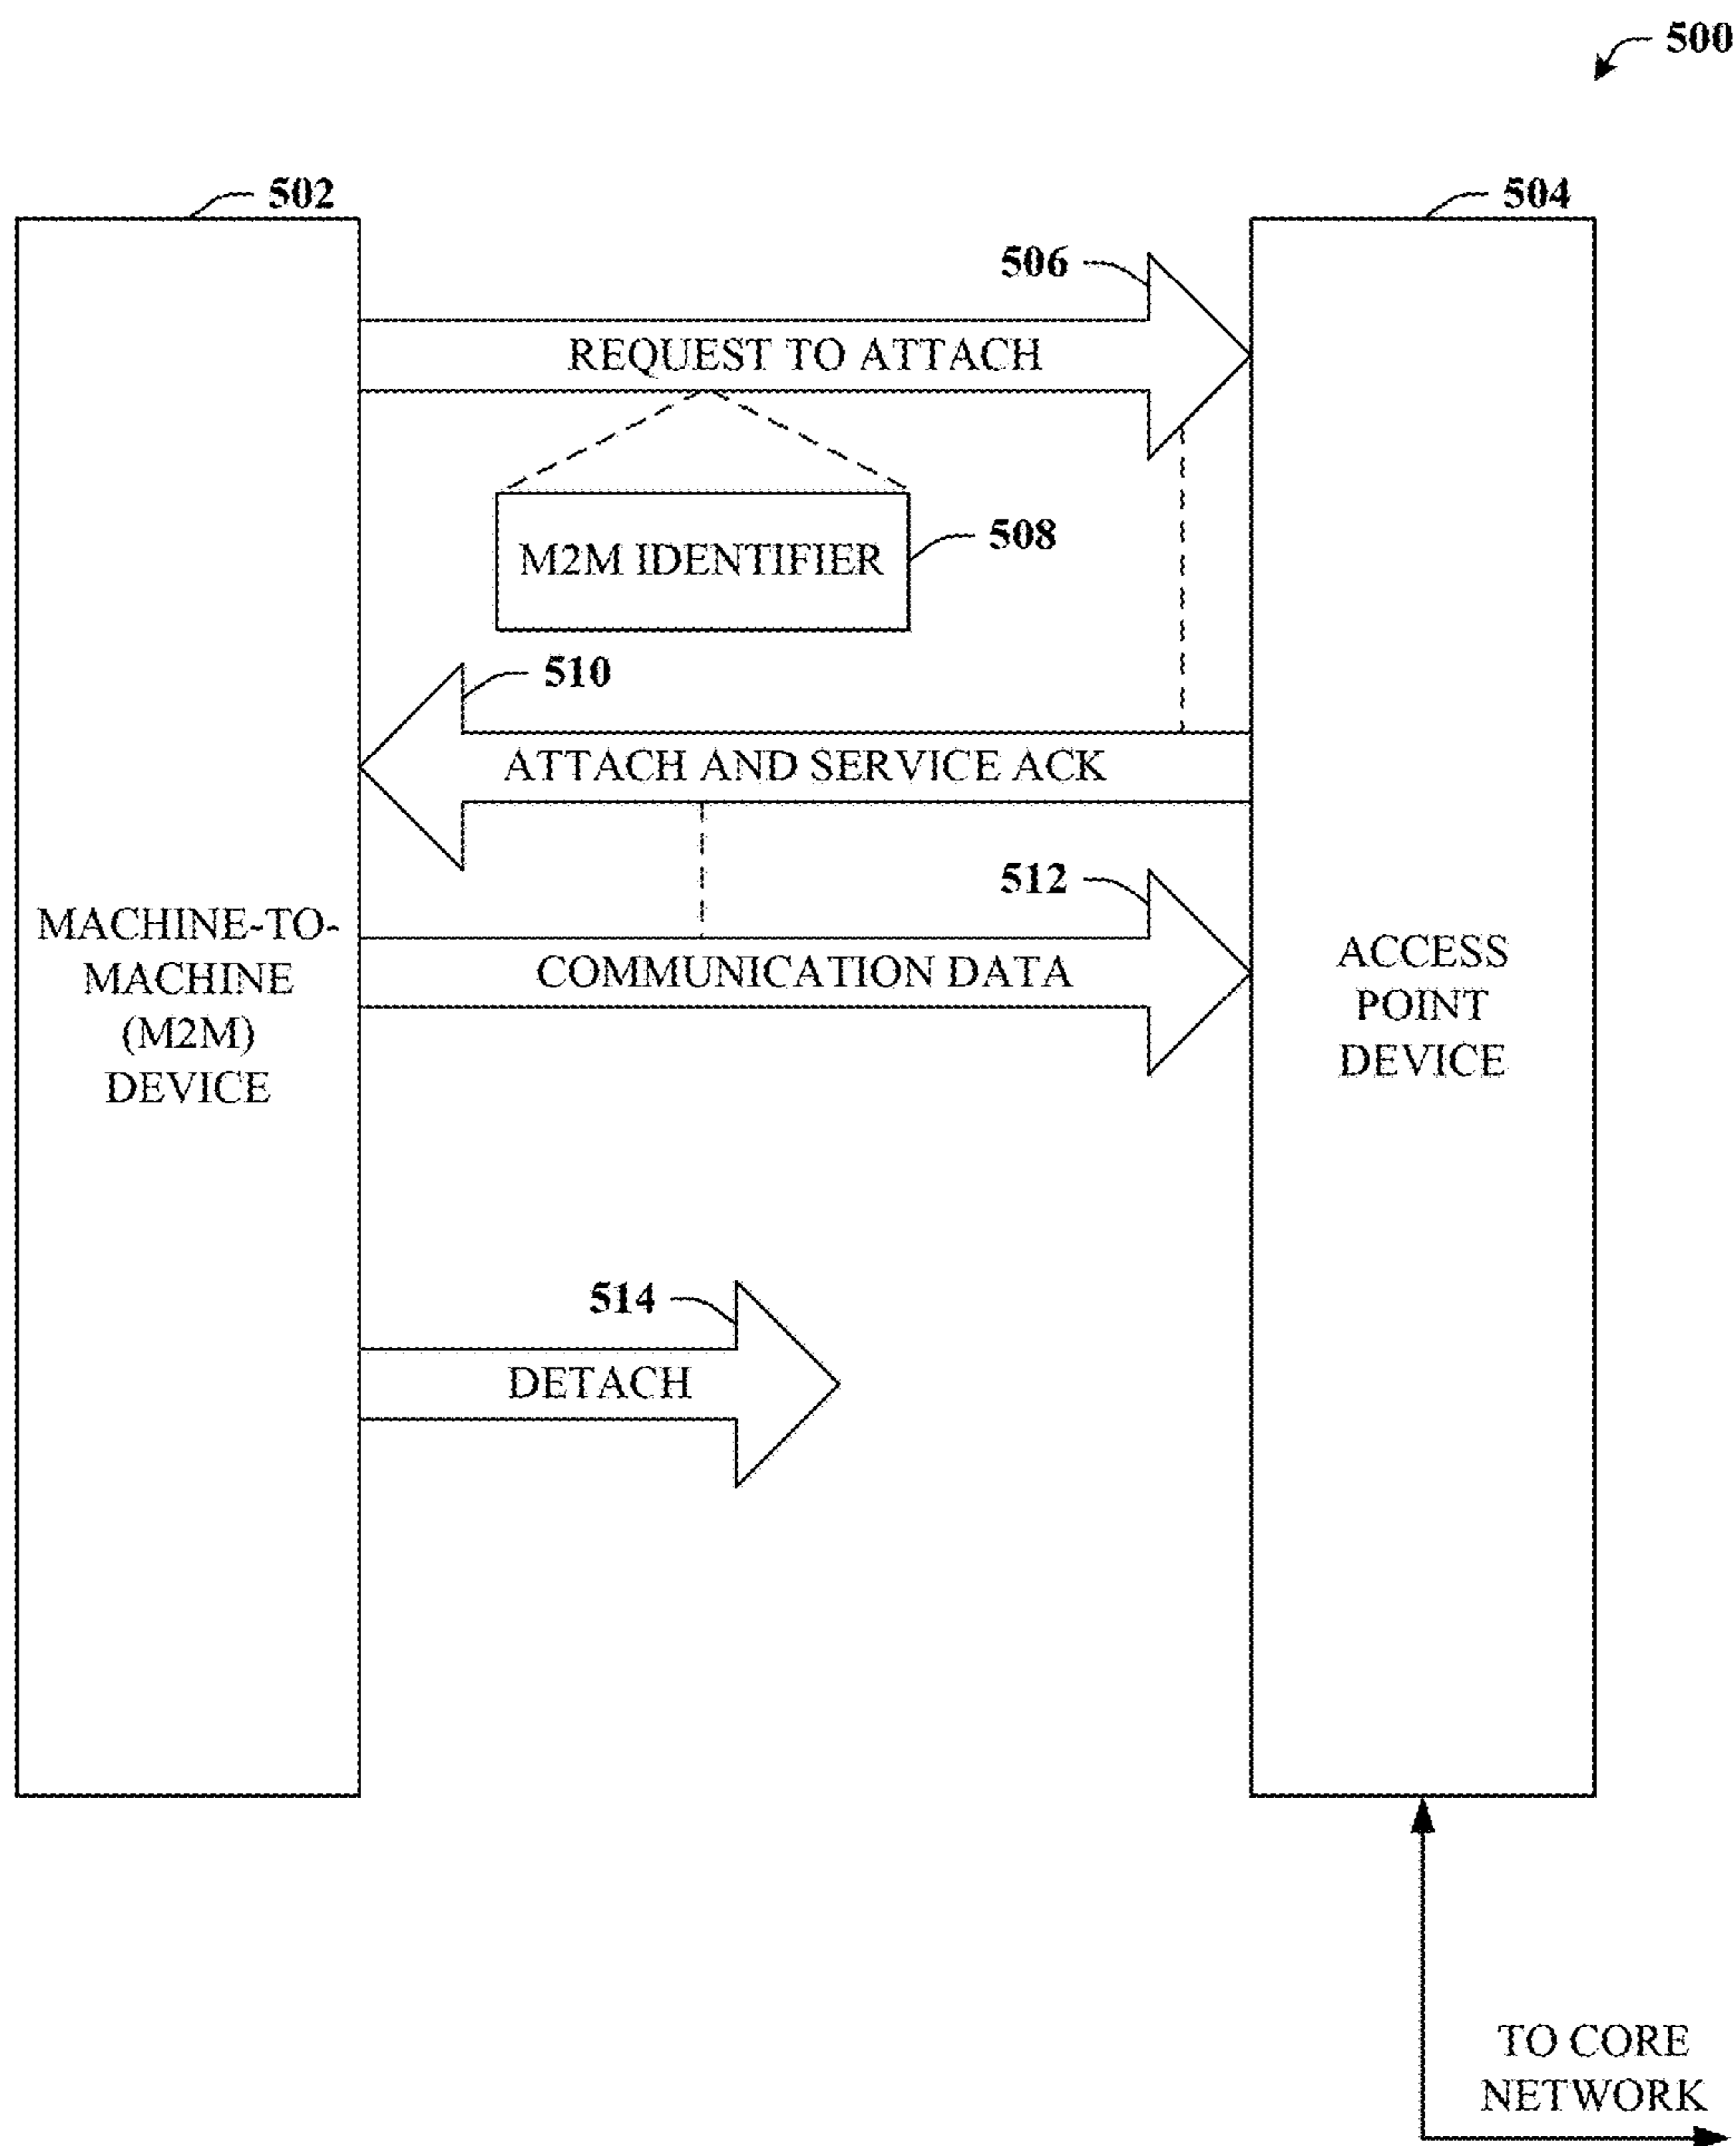 500
502
504
506
REQUEST TO ATTACH
M2M IDENTIFIER
508
510
ATTACH AND SERVICE ACK
512
COMMUNICATION DATA
MACHINE-TO-
MACHINE
(M2M)
DEVICE
ACCESS
POINT
DEVICE
514
DETACH
TO CORE
NETWORK